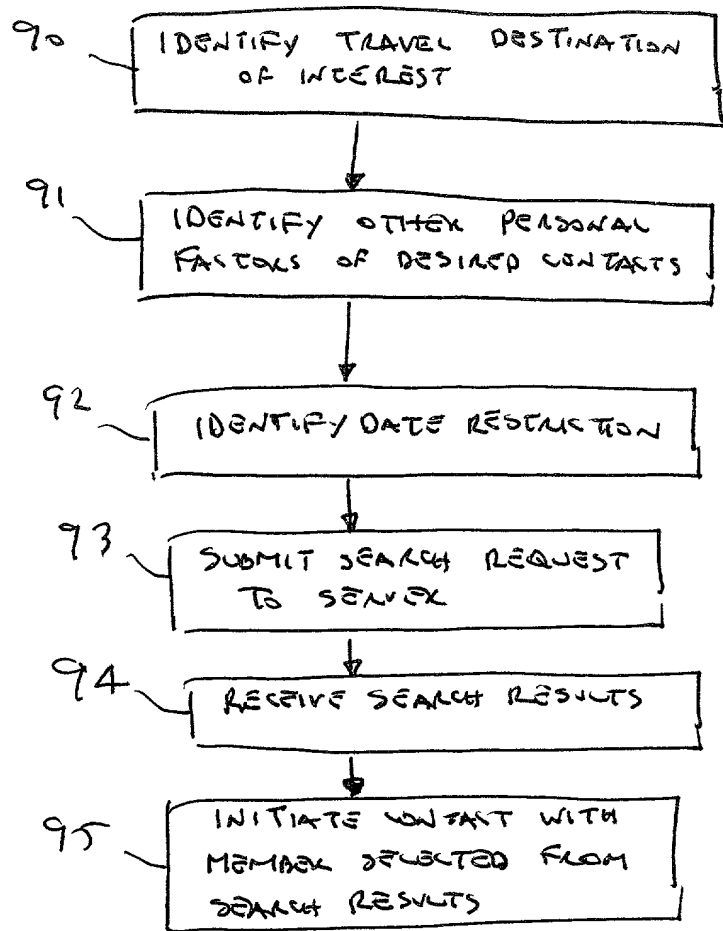 90
IDENTIFY TRAVEL DESTINATION
OF INTEREST
91
IDENTIFY OTHER PERSONAL
FACTORS OF DESIRED CONTACTS
92
IDENTIFY DATE RESTRICTION
93
SUBMIT SEARCH REQUEST
TO SERVER
94
RECEIVE SEARCH RESULTS
95
INITIATE CONTACT WITH
MEMBER SELECTED FROM
SEARCH RESULTS